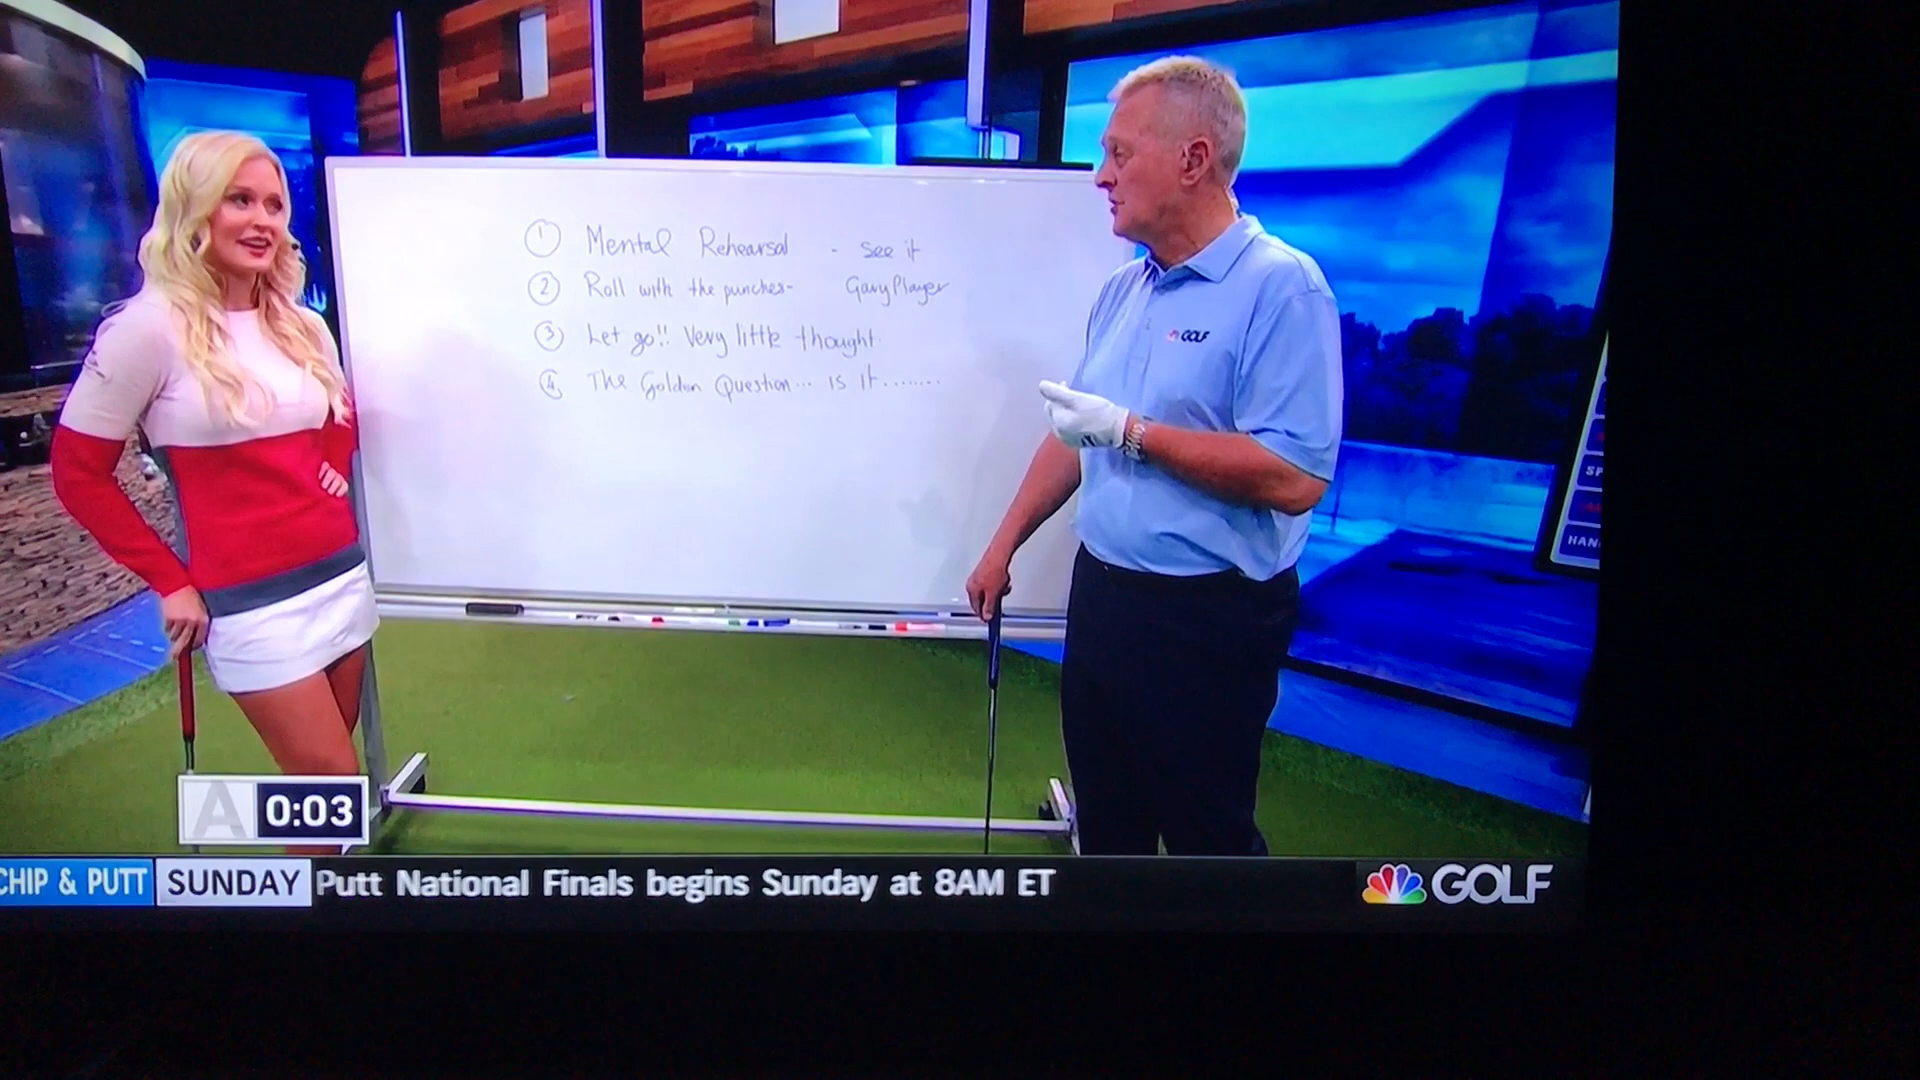 ① Mental Rehearsal - see it
② Roll with the punches- Gary Player
③ Let go!! Very little thought.
④ The Golden Question... is it........
GOLF
SP
HAN
A 0:03
CHIP & PUTT SUNDAY Putt National Finals begins Sunday at 8AM ET GOLF